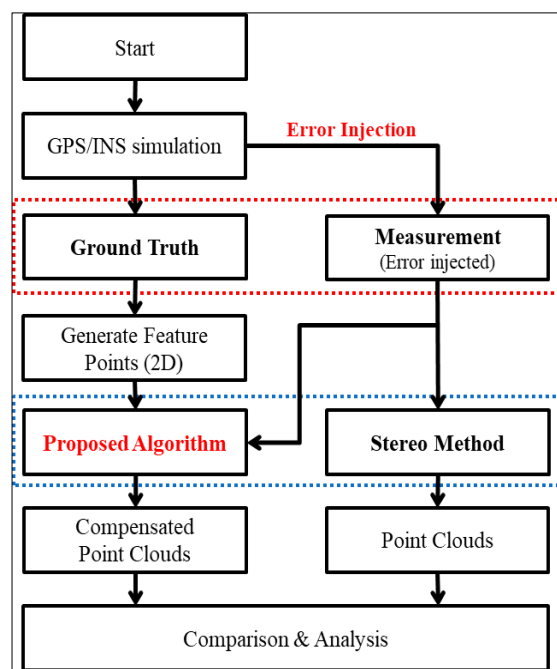 Start
GPS/INS simulation
Error Injection
Ground Truth
Measurement
(Error injected)
Generate Feature
Points (2D)
Proposed Algorithm
Stereo Method
Compensated
Point Clouds
Point Clouds
Comparison & Analysis